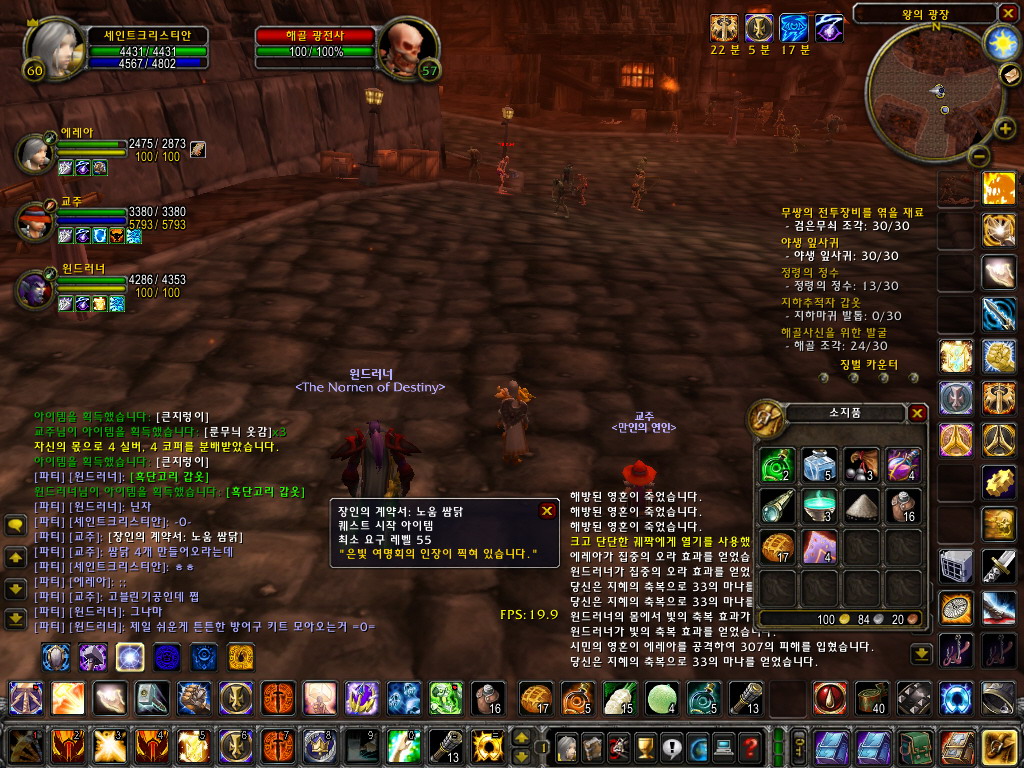 세인트크리스티안
4431/4431
4567/4802
60
해골 광전사
100/100%
57
22 분 5 분 17 분
왕의 광장
N
에레아
2475/2873
100/100
교주
3380/3380
5793/5793
윈드러너
4286/4353
100/100
무쌍의 전투장비를 엮을 재료
- 검은무쇠 조각: 30/30
야생 잎사귀
- 야생 잎사귀: 30/30
정령의 정수
- 정령의 정수: 13/30
지하추적자 갑옷
- 지하마귀 발톱: 0/30
해골사신을 위한 발굴
- 해골 조각: 24/30
징벌 카운터
윈드러너
<The Nornen of Destiny>
교주
<만인의 연인>
아이템을 획득했습니다: [큰지렁이]
교주님이 아이템을 획득했습니다: [룬무늬 옷감]x3
자신의 몫으로 4 실버, 4 코퍼를 분배받았습니다.
아이템을 획득했습니다: [큰지렁이]
[파티] [윈드러너]: [흑단고리 갑옷]
윈드러너님이 아이템을 획득했습니다: [흑단고리 갑옷]
[파티] [윈드러너]: 닌자
[파티] [세인트크리스티안]: -0-
[파티] [교주]: [장인의 계약서: 노움 쌈닭]
[파티] [교주]: 쌈닭 4개 만들어오라는데
[파티] [세인트크리스티안]: ㅎㅎ
[파티] [에레아]: ;;
[파티] [교주]: 고블린기공인데 쩝
[파티] [윈드러너]: 그냐마
[파티] [윈드러너]: 제일 쉬운게 튼튼한 방어구 키트 모아오는거 =0=
장인의 계약서: 노움 쌈닭
퀘스트 시작 아이템
최소 요구 레벨 55
"은빛 여명회의 인장이 찍혀 있습니다."
FPS:19.9
해방된 영혼이 죽었습니다.
해방된 영혼이 죽었습니다.
해방된 영혼이 죽었습니다.
크고 단단한 궤짝에 열기를 사용했
에레아가 집중의 오라 효과를 얻었습
윈드러너가 집중의 오라 효과를 얻었
당신은 지혜의 축복으로 33의 마나를
당신은 지혜의 축복으로 33의 마나를
윈드러너의 몸에서 빛의 축복 효과가
윈드러너가 빛의 축복 효과를 얻었습니다.
시민의 영혼이 에레아를 공격하여 307의 피해를 입혔습니다.
당신은 지혜의 축복으로 33의 마나를 얻었습니다.
소지품
2 5 3 4
3 16
17 4
100 84 20
16 17 5 15 4 5 13 40
1 2 3 4 5 6 7 8 9 0 - =
13